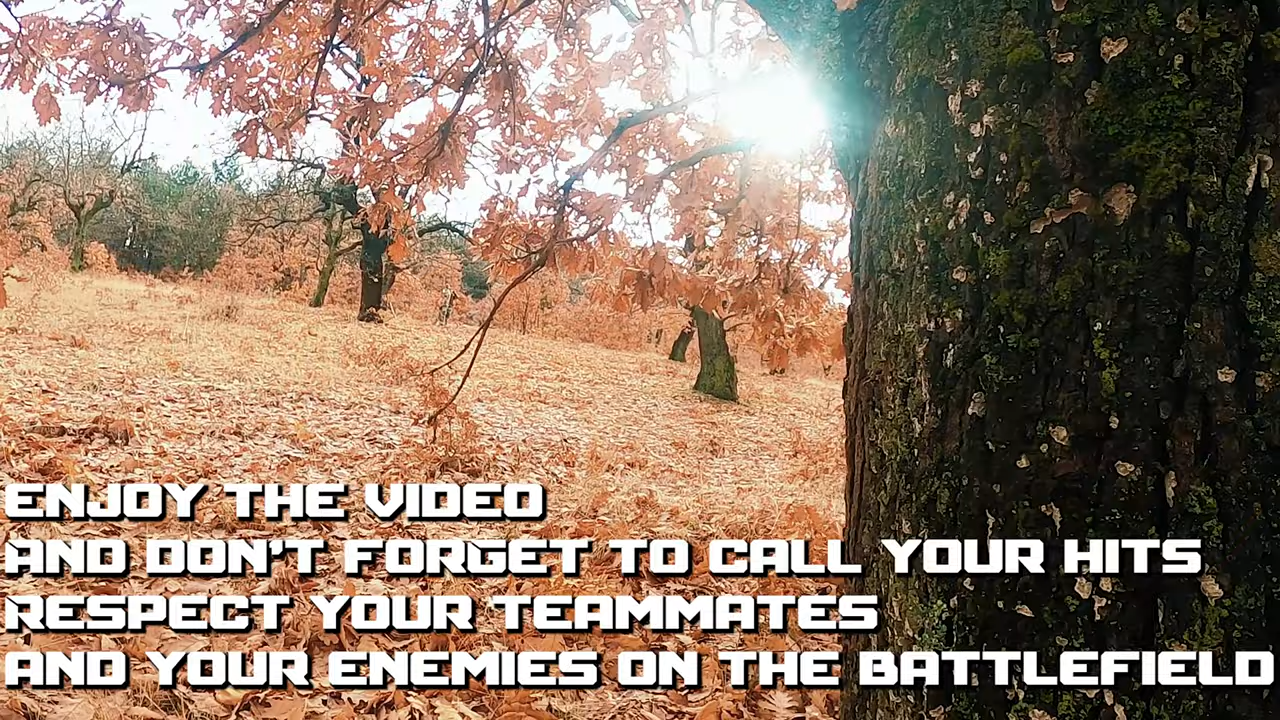 ENJOY THE VIDEO
AND DON'T FORGET TO CALL YOUR HITS
RESPECT YOUR TEAMMATES
AND YOUR ENEMIES ON THE BATTLEFIELD